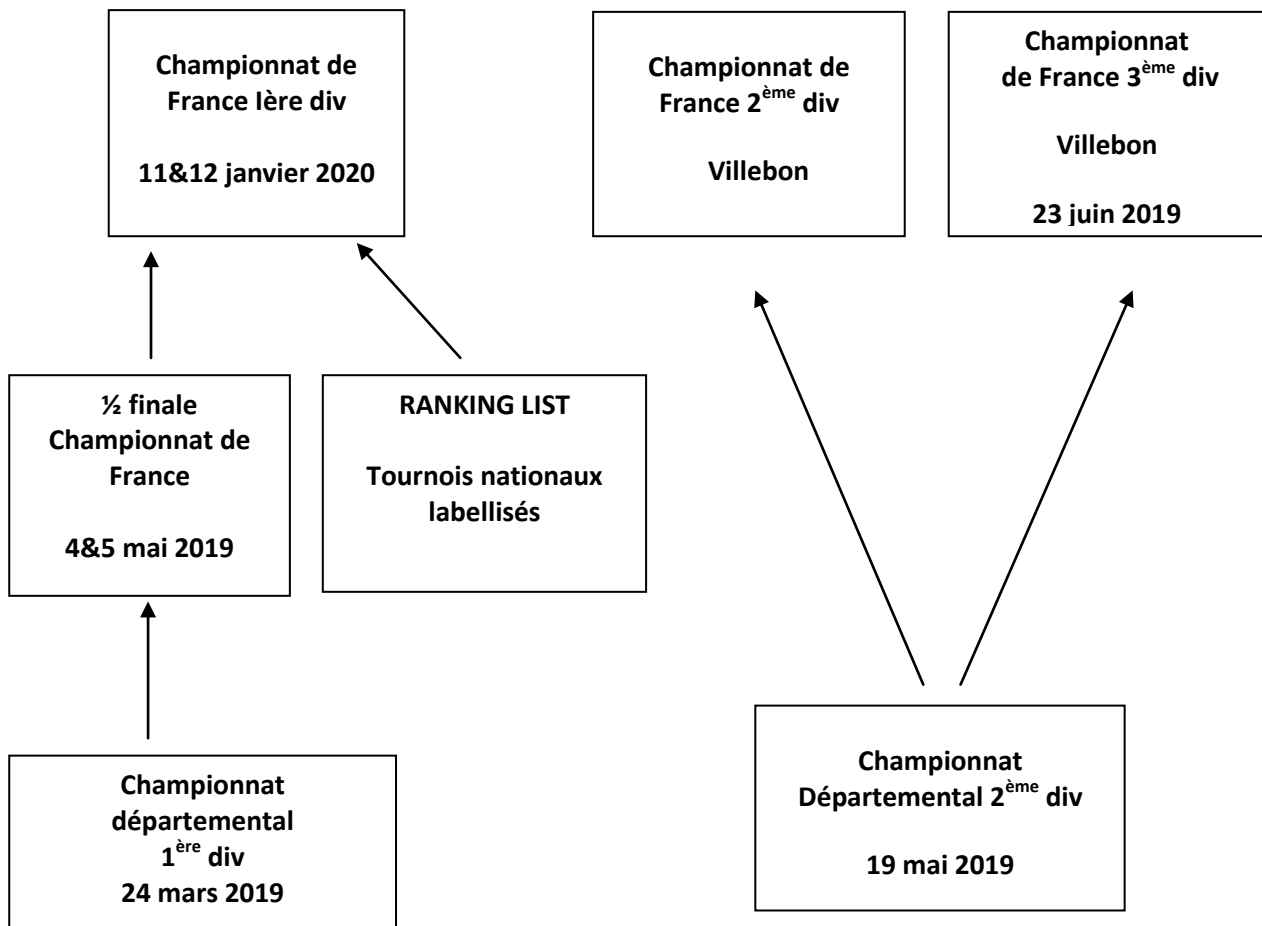 Championnat de
France Ière div
11&12 janvier 2020
Championnat de
France 2ème div
Villebon
Championnat
de France 3ème div
Villebon
23 juin 2019
½ finale
Championnat de
France
4&5 mai 2019
RANKING LIST
Tournois nationaux
labellisés
Championnat
départemental
1ère div
24 mars 2019
Championnat
Départemental 2ème div
19 mai 2019